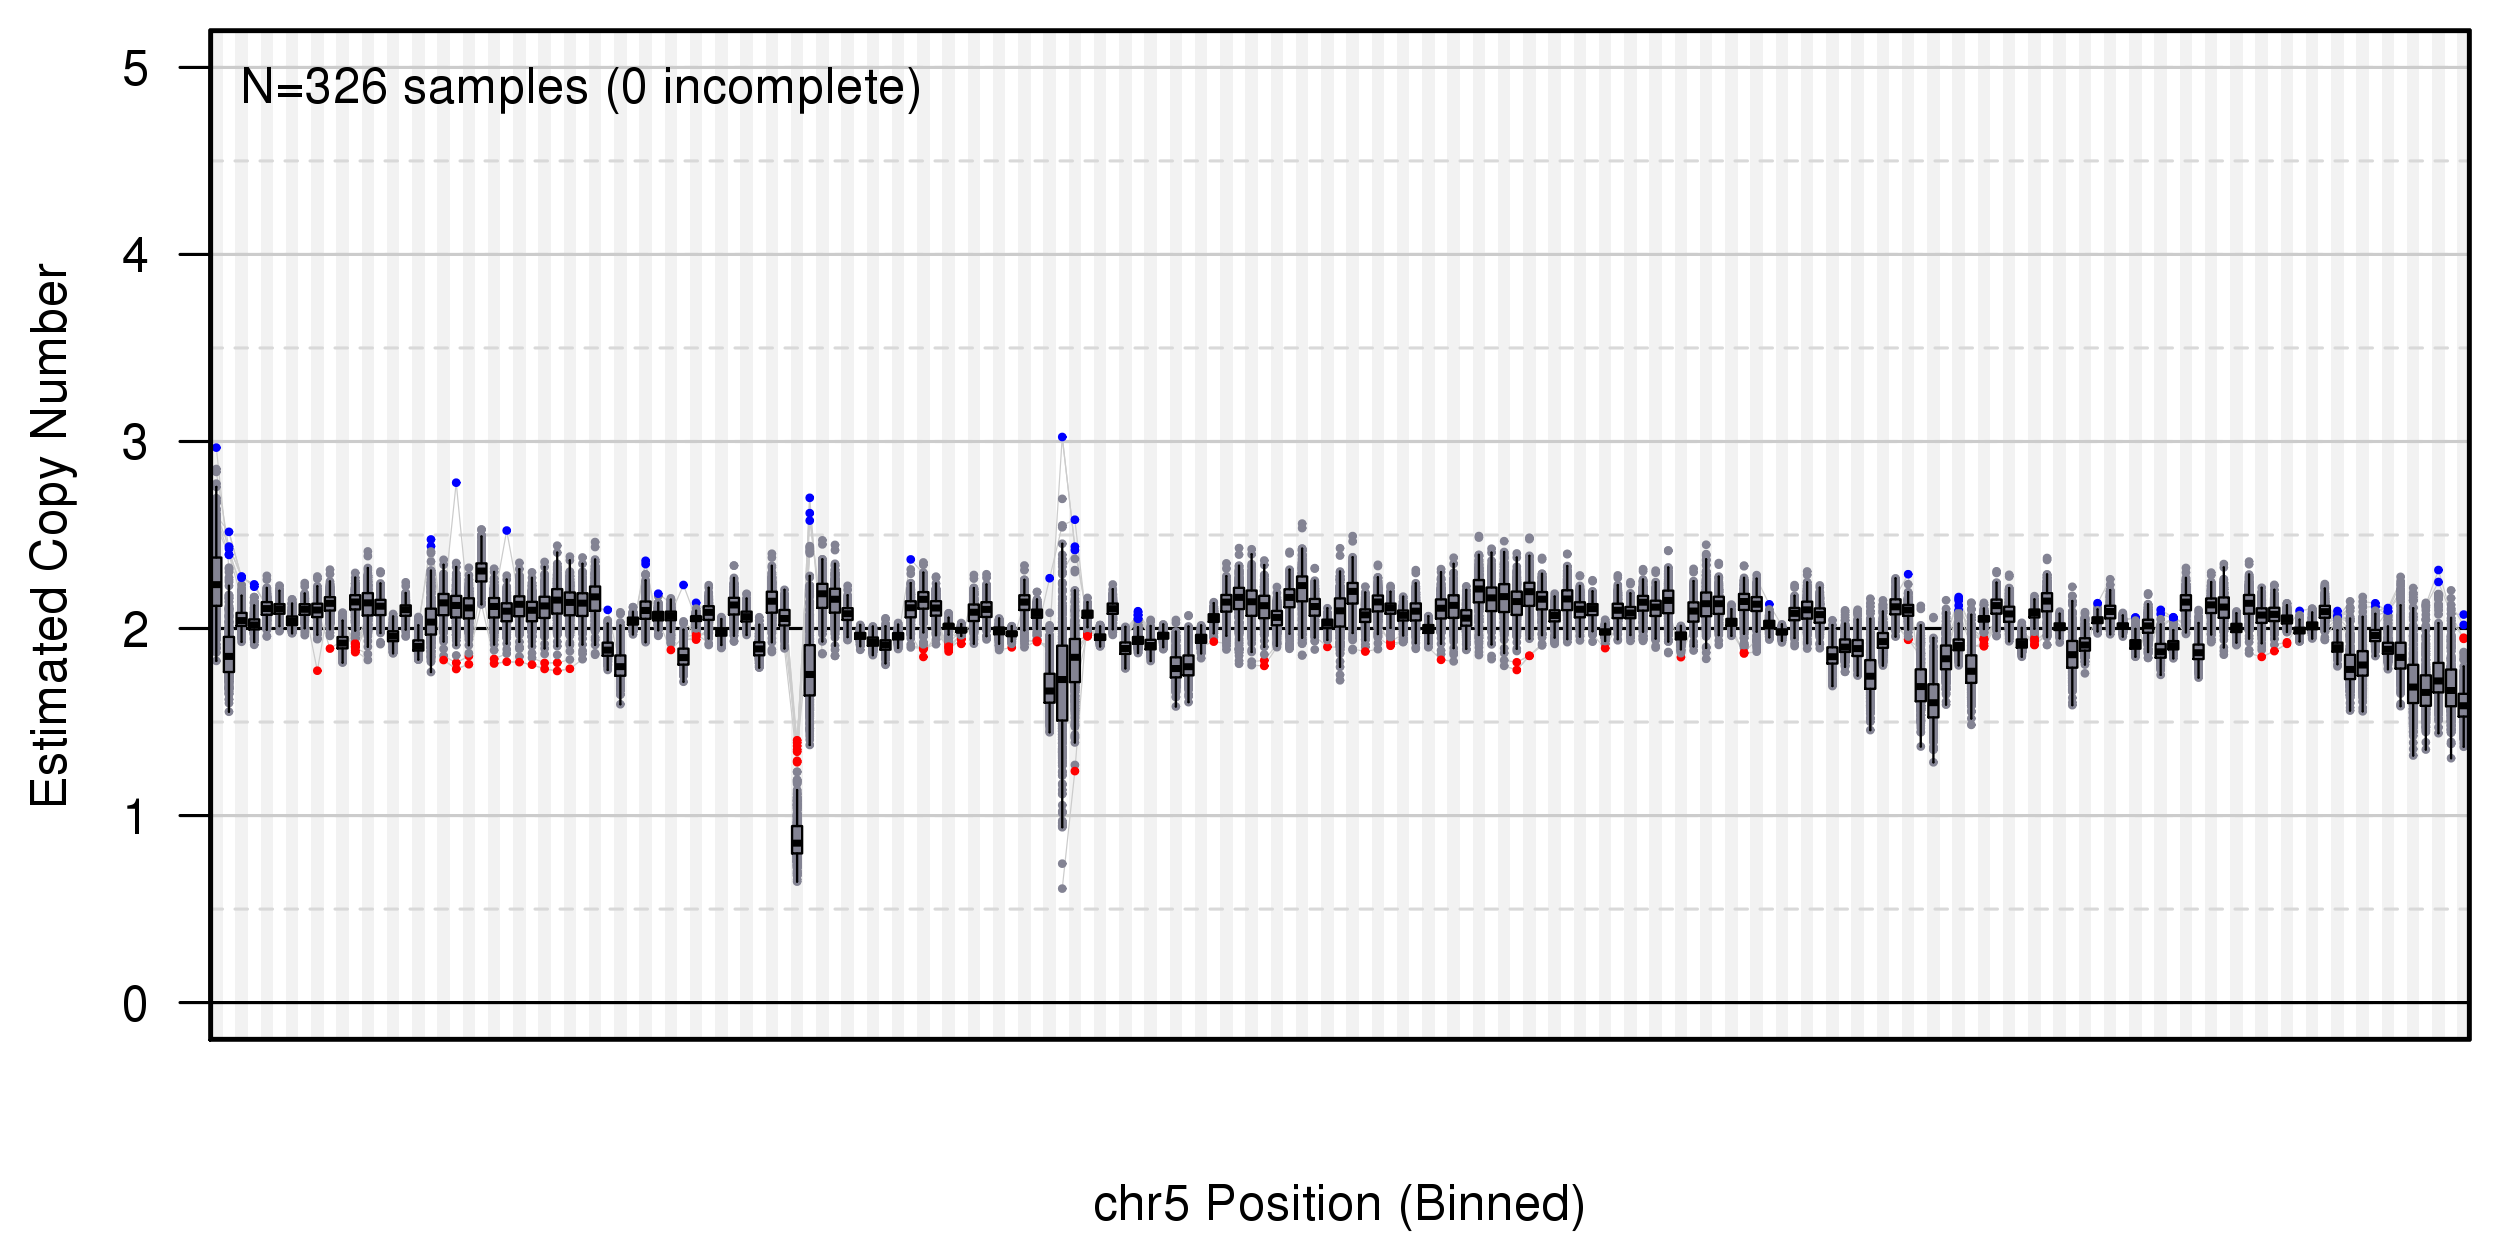 N=326 samples (0 incomplete)
5
4
3
2
1
0
Estimated Copy Number
chr5 Position (Binned)